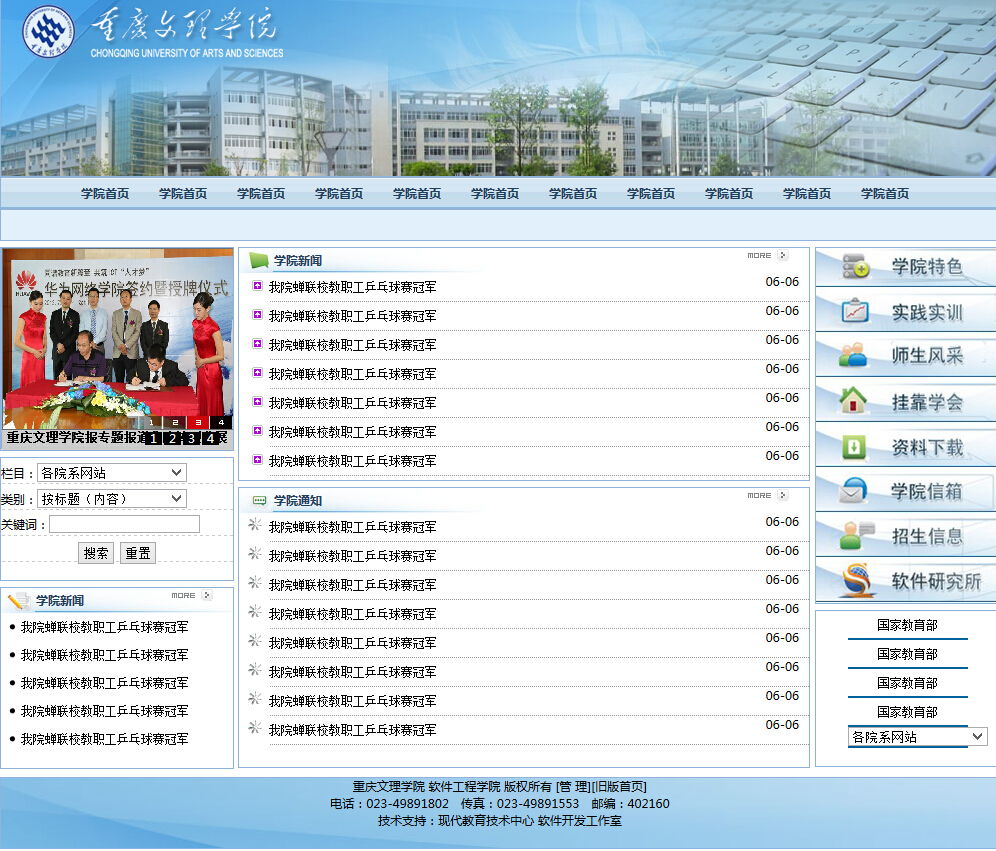 重庆文理学院
CHONGQING UNIVERSITY OF ARTS AND SCIENCES
学院首页 学院首页 学院首页 学院首页 学院首页 学院首页 学院首页 学院首页 学院首页 学院首页 学院首页
HUAWEI
华为网络学院签约暨授牌仪式
1 2 3 4
重庆文理学院报专题报道
1 2 3 4
展
栏目：各院系网站
类别：按标题（内容）
关键词：
搜索 重置
学院新闻 MORE
我院蝉联校教职工乒乓球赛冠军
我院蝉联校教职工乒乓球赛冠军
我院蝉联校教职工乒乓球赛冠军
我院蝉联校教职工乒乓球赛冠军
我院蝉联校教职工乒乓球赛冠军
学院新闻 MORE
我院蝉联校教职工乒乓球赛冠军 06-06
我院蝉联校教职工乒乓球赛冠军 06-06
我院蝉联校教职工乒乓球赛冠军 06-06
我院蝉联校教职工乒乓球赛冠军 06-06
我院蝉联校教职工乒乓球赛冠军 06-06
我院蝉联校教职工乒乓球赛冠军 06-06
我院蝉联校教职工乒乓球赛冠军 06-06
学院通知 MORE
我院蝉联校教职工乒乓球赛冠军 06-06
我院蝉联校教职工乒乓球赛冠军 06-06
我院蝉联校教职工乒乓球赛冠军 06-06
我院蝉联校教职工乒乓球赛冠军 06-06
我院蝉联校教职工乒乓球赛冠军 06-06
我院蝉联校教职工乒乓球赛冠军 06-06
我院蝉联校教职工乒乓球赛冠军 06-06
我院蝉联校教职工乒乓球赛冠军 06-06
学院特色
实践实训
师生风采
挂靠学会
资料下载
学院信箱
招生信息
软件研究所
国家教育部
国家教育部
国家教育部
国家教育部
各院系网站
重庆文理学院 软件工程学院 版权所有 [管 理][旧版首页]
电话：023-49891802 传真：023-49891553 邮编：402160
技术支持：现代教育技术中心 软件开发工作室